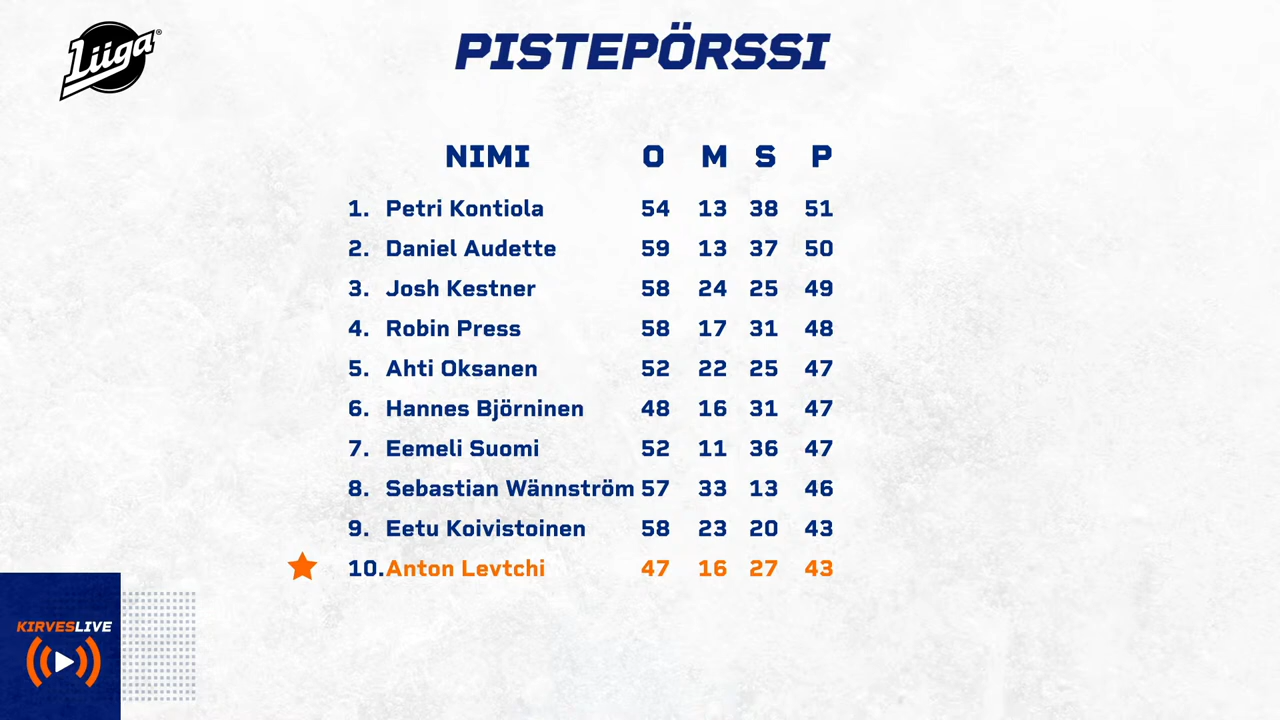 Liiga®
PISTEPÖRSSI
NIMI O M S P
1. Petri Kontiola 54 13 38 51
2. Daniel Audette 59 13 37 50
3. Josh Kestner 58 24 25 49
4. Robin Press 58 17 31 48
5. Ahti Oksanen 52 22 25 47
6. Hannes Björninen 48 16 31 47
7. Eemeli Suomi 52 11 36 47
8. Sebastian Wännström 57 33 13 46
9. Eetu Koivistoinen 58 23 20 43
10. Anton Levtchi 47 16 27 43
KIRVESLIVE